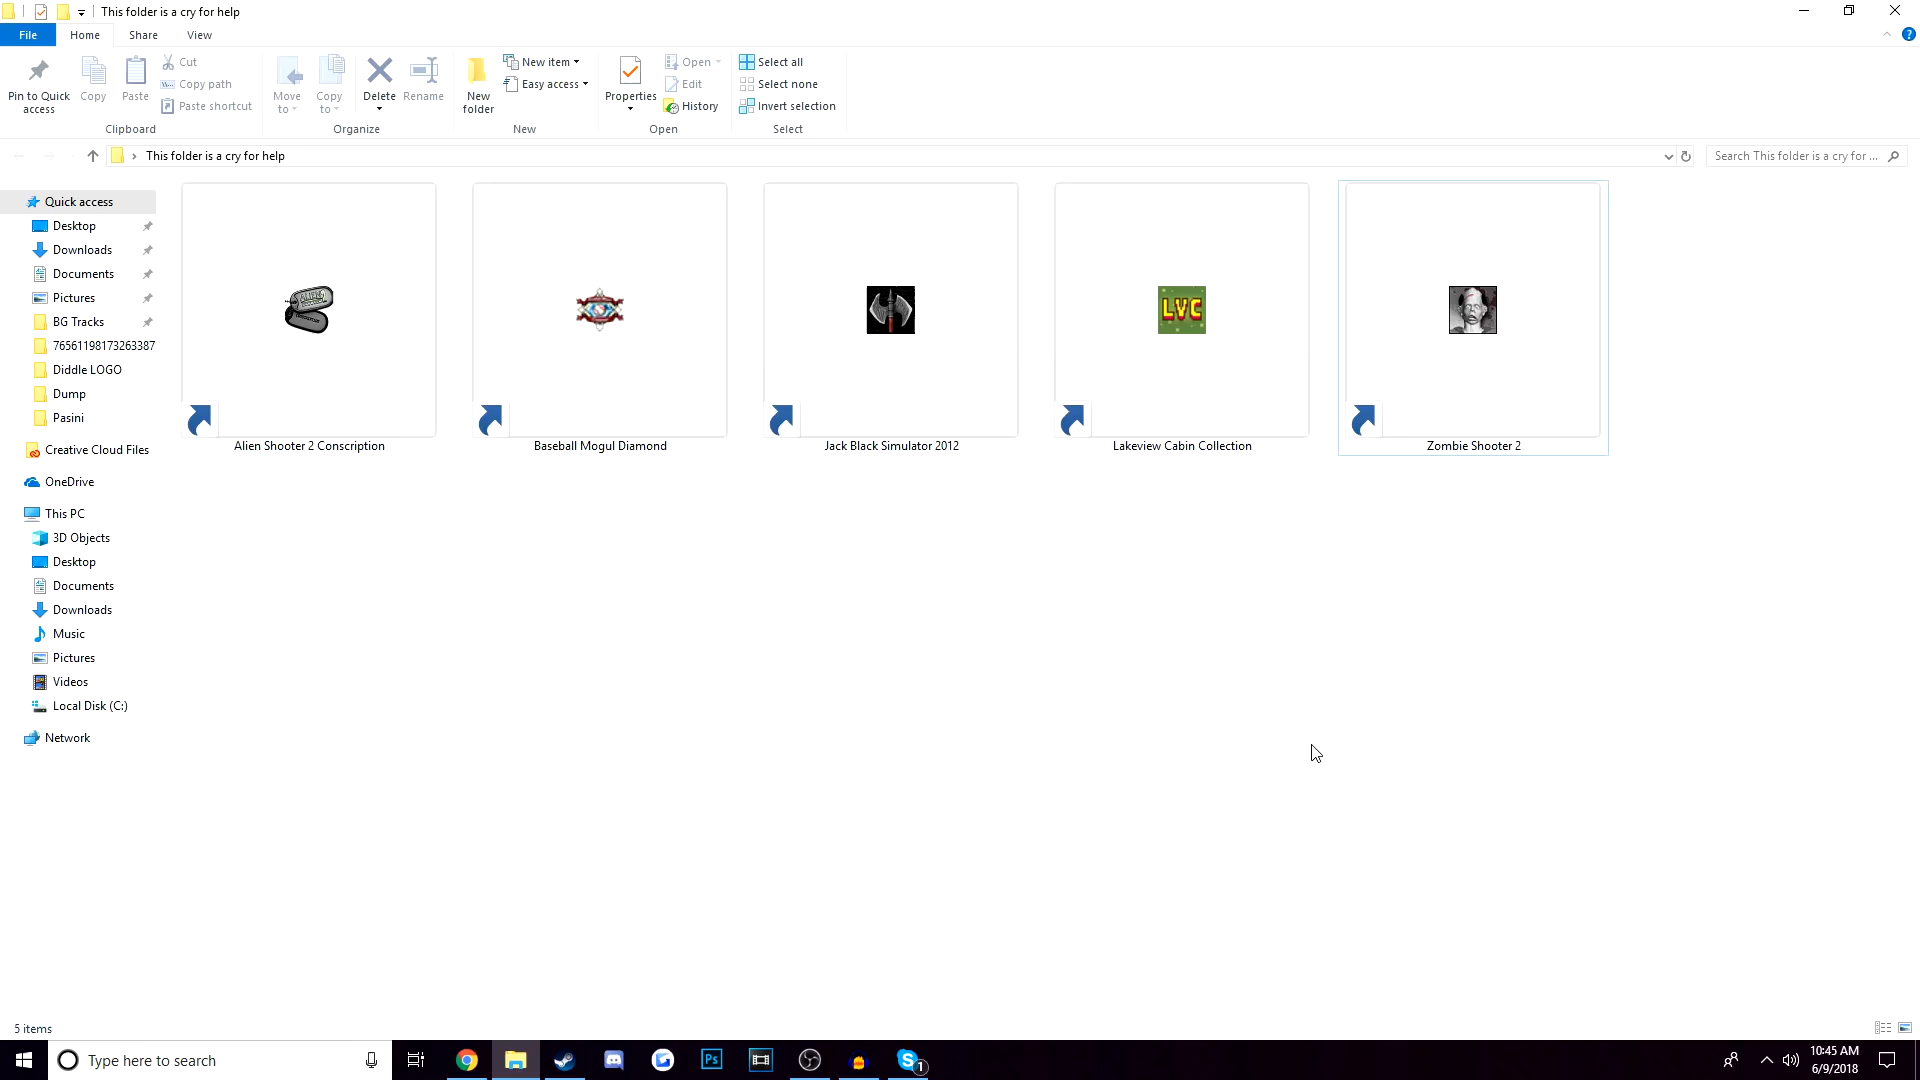 This folder is a cry for help
File
Home
Share
View
Pin to Quick access
Copy
Paste
Cut
Copy path
Paste shortcut
Clipboard
Move to
Copy to
Delete
Rename
Organize
New folder
New item
Easy access
New
Properties
Open
Edit
History
Open
Select all
Select none
Invert selection
Select
This folder is a cry for help
Search This folder is a cry for ...
Quick access
Desktop
Downloads
Documents
Pictures
BG Tracks
76561198173263387
Diddle LOGO
Dump
Pasini
Creative Cloud Files
OneDrive
This PC
3D Objects
Desktop
Documents
Downloads
Music
Pictures
Videos
Local Disk (C:)
Network
LVC
Alien Shooter 2 Conscription
Baseball Mogul Diamond
Jack Black Simulator 2012
Lakeview Cabin Collection
Zombie Shooter 2
5 items
Type here to search
Ps
1
10:45 AM
6/9/2018